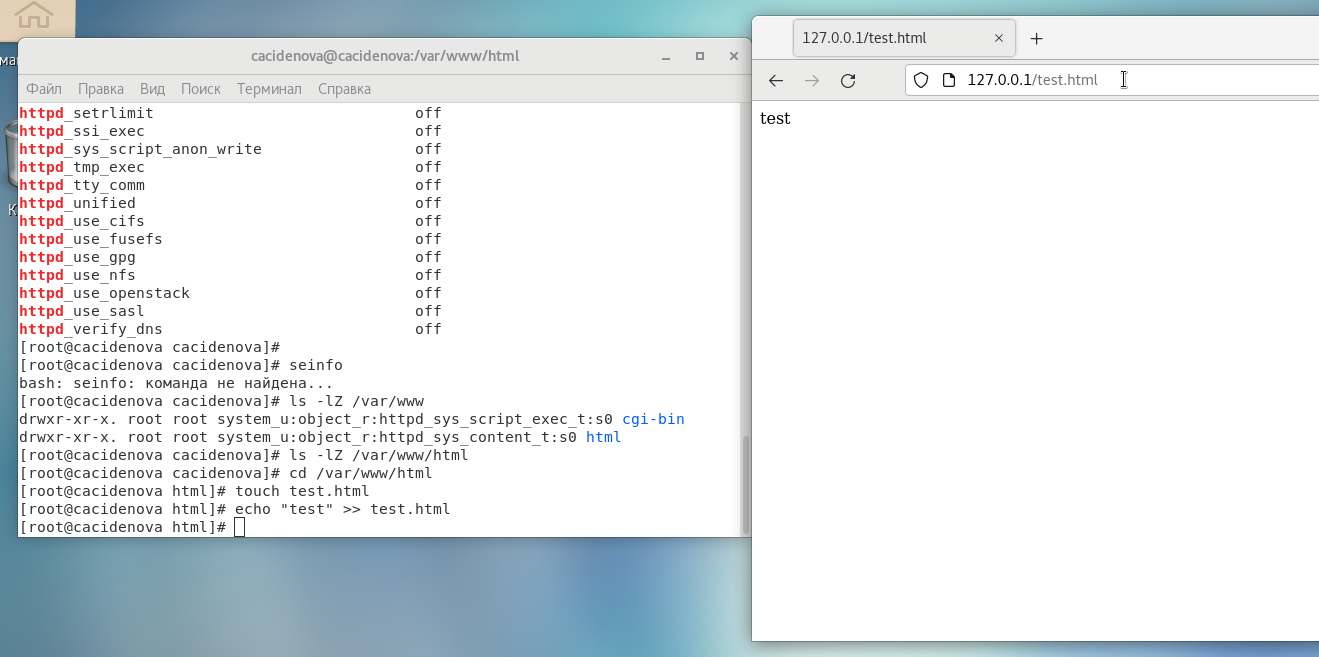 cacidenova@cacidenova:/var/www/html
Файл Правка Вид Поиск Терминал Справка
httpd_setrlimit off
httpd_ssi_exec off
httpd_sys_script_anon_write off
httpd_tmp_exec off
httpd_tty_comm off
httpd_unified off
httpd_use_cifs off
httpd_use_fusefs off
httpd_use_gpg off
httpd_use_nfs off
httpd_use_openstack off
httpd_use_sasl off
httpd_verify_dns off
[root@cacidenova cacidenova]#
[root@cacidenova cacidenova]# seinfo
bash: seinfo: команда не найдена...
[root@cacidenova cacidenova]# ls -lZ /var/www
drwxr-xr-x. root root system_u:object_r:httpd_sys_script_exec_t:s0 cgi-bin
drwxr-xr-x. root root system_u:object_r:httpd_sys_content_t:s0 html
[root@cacidenova cacidenova]# ls -lZ /var/www/html
[root@cacidenova cacidenova]# cd /var/www/html
[root@cacidenova html]# touch test.html
[root@cacidenova html]# echo "test" >> test.html
[root@cacidenova html]#
127.0.0.1/test.html
127.0.0.1/test.html
test